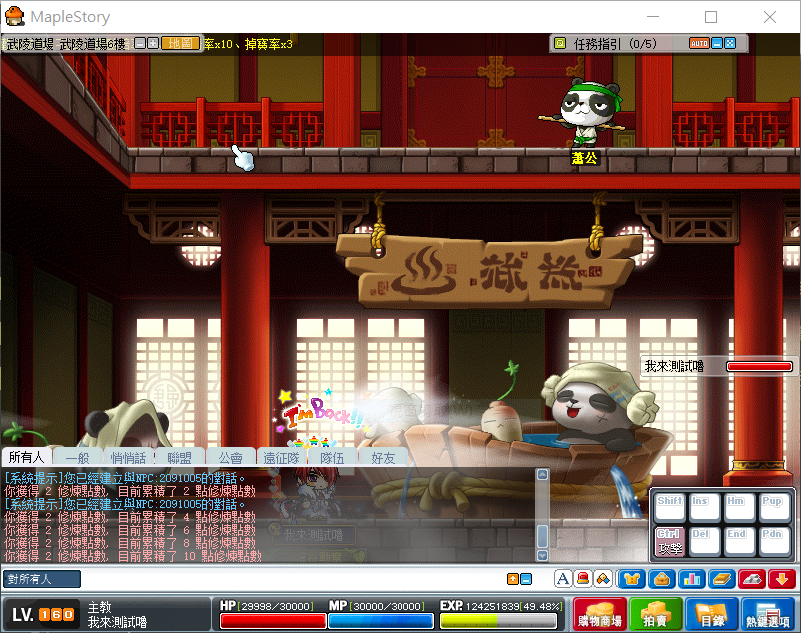 MapleStory
武陵道場 武陵道場6樓 地圖 率x10、掉寶率x3
任務指引 (0/5) AUTO
蕭公
我來測試嚕
I'm Back!!
所有人 一般 悄悄話 聯盟 公會 遠征隊 隊伍 好友
[系統提示]您已經建立與NPC:2091005的對話。
你獲得 2 修煉點數, 目前累積了 2 點修煉點數
[系統提示]您已經建立與NPC:2091005的對話。
你獲得 2 修煉點數, 目前累積了 4 點修煉點數
你獲得 2 修煉點數, 目前累積了 6 點修煉點數
你獲得 2 修煉點數, 目前累積了 8 點修煉點數
你獲得 2 修煉點數, 目前累積了 10 點修煉點數
我來測試嚕
Shift Ins Hm Pup
Ctrl Del End Pdn
攻擊
對所有人
A
LV. 160
主教
我來測試嚕
HP[29998/30000] MP[30000/30000] EXP. 124251839[49.48%]
購物商場 拍賣 目錄 熱鍵選項